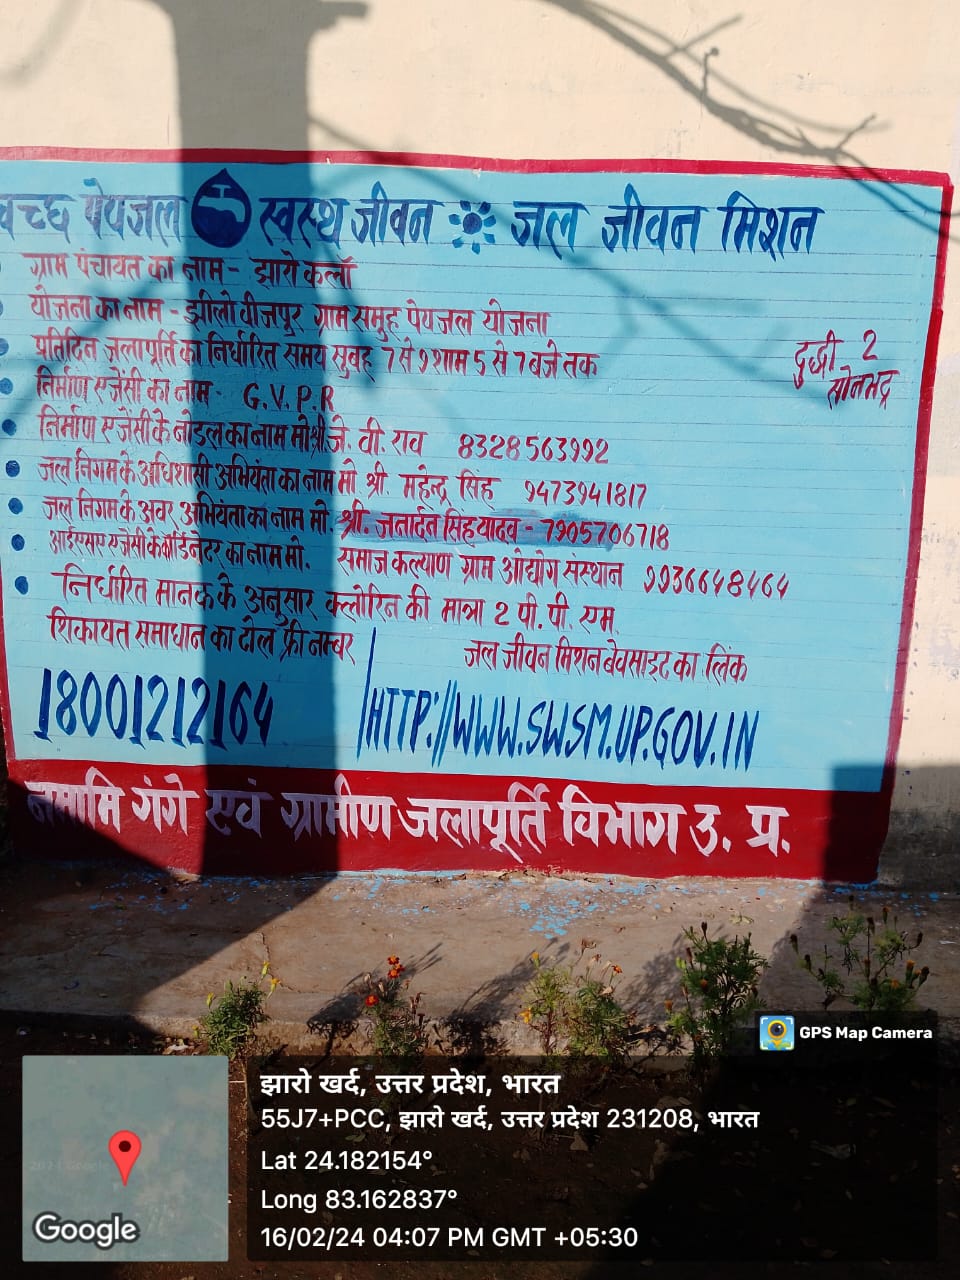 वच्छ पेयजल स्वस्थ जीवन जल जीवन मिशन
ग्राम पंचायत का नाम - झारो कलॉ
योजना का नाम - झीलो वीजपुर ग्राम समुह पेयजल योजना
प्रतिदिन जलापूर्ति का निर्धारित समय सुबह 7 से 9 शाम 5 से 7 बजे तक
दुद्धी 2
सोनभद्र
निर्माण एजेंसी का नाम - G.V.P.R
निर्माण एजेंसी के नोडल का नाम मो श्री. जे. वी. राव 8328563992
जल निगम के अधिशासी अभियंता का नाम मो श्री. महेन्द्र सिंह 9473941817
जल निगम के अवर अभियंता का नाम मो. श्री. जनार्दन सिंह यादव - 7905706718
आईएसए एजेंसी के कोर्डिनेटर का नाम मो. समाज कल्याण ग्राम ओद्योग संस्थान 9936648464
निर्धारित मानक के अनुसार क्लोरिन की मात्रा 2 पी. पी. एम.
शिकायत समाधान का टोल फ्री नम्बर
18001212164
जल जीवन मिशन बेवसाइट का लिंक
HTTP://WWW.SWSM.UP.GOV.IN
नमामि गंगे एवं ग्रामीण जलापूर्ति विभाग उ. प्र.
GPS Map Camera
झारो खर्द, उत्तर प्रदेश, भारत
55J7+PCC, झारो खर्द, उत्तर प्रदेश 231208, भारत
Lat 24.182154°
Long 83.162837°
16/02/24 04:07 PM GMT +05:30
Google